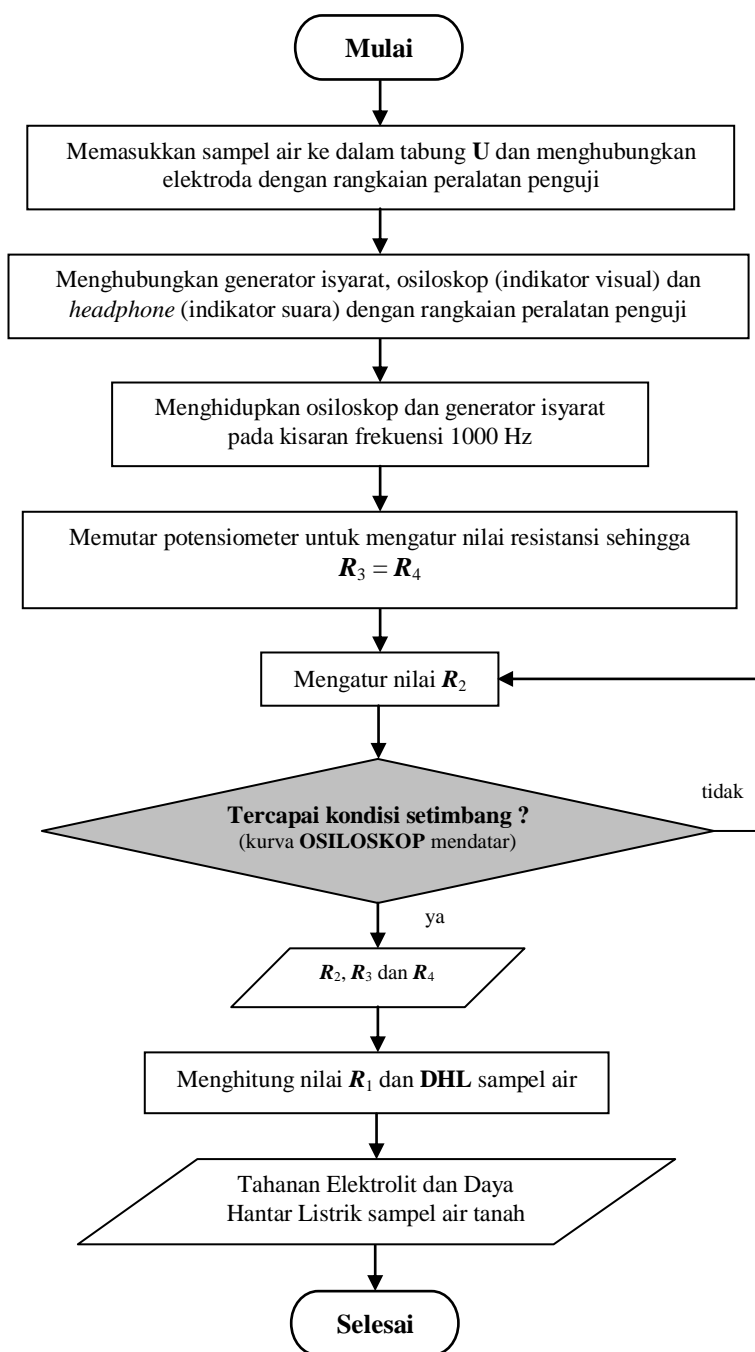 Mulai
Memasukkan sampel air ke dalam tabung U dan menghubungkan
elektroda dengan rangkaian peralatan penguji
Menghubungkan generator isyarat, osiloskop (indikator visual) dan
headphone (indikator suara) dengan rangkaian peralatan penguji
Menghidupkan osiloskop dan generator isyarat
pada kisaran frekuensi 1000 Hz
Memutar potensiometer untuk mengatur nilai resistansi sehingga
R3 = R4
Mengatur nilai R2
Tercapai kondisi setimbang ?
(kurva OSILOSKOP mendatar)
tidak
ya
R2, R3 dan R4
Menghitung nilai R1 dan DHL sampel air
Tahanan Elektrolit dan Daya
Hantar Listrik sampel air tanah
Selesai